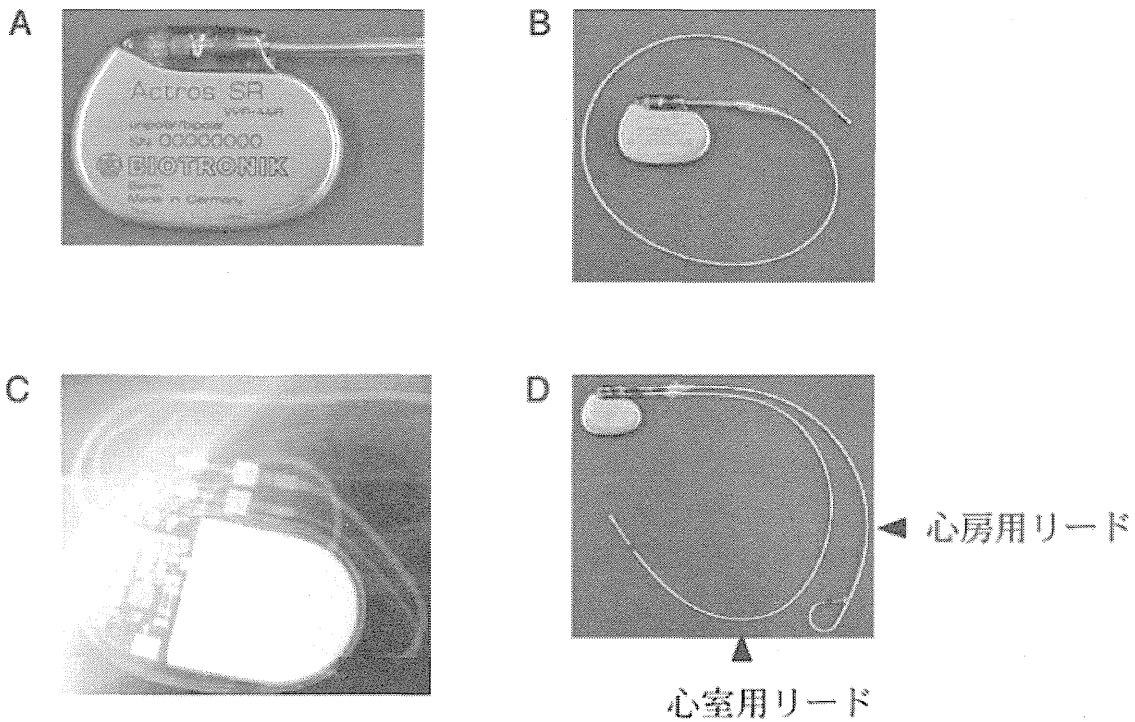 A
B
Actros SR
unipolar/bipolar
SN 00000000
BIOTRONIK
Berlin
Made in Germany
C
D
心房用リード
心室用リード